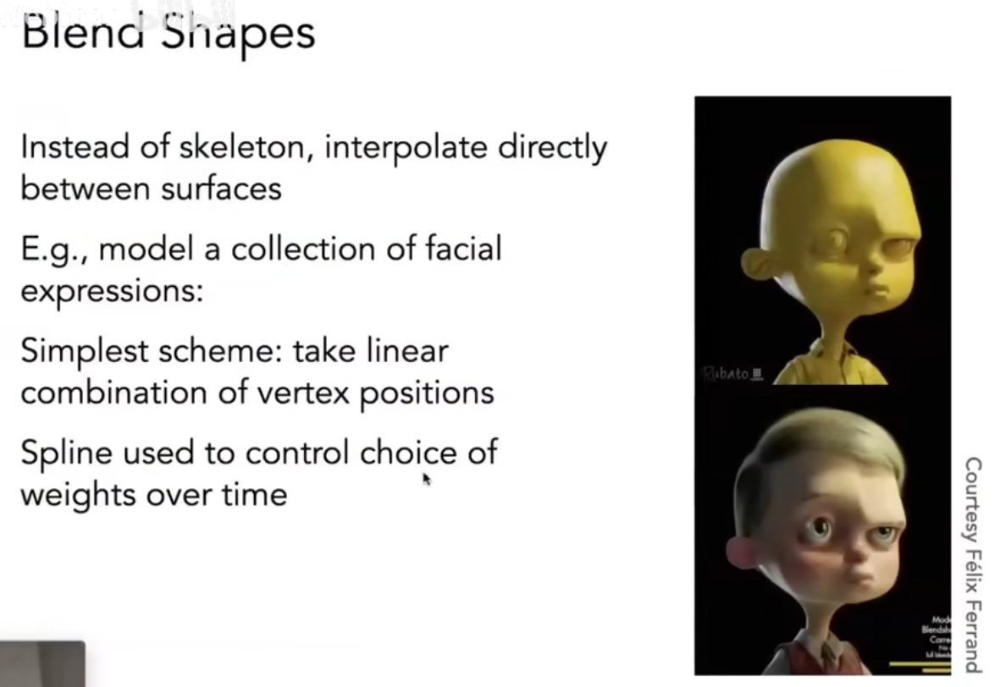 Blend Shapes
Instead of skeleton, interpolate directly
between surfaces
E.g., model a collection of facial
expressions:
Simplest scheme: take linear
combination of vertex positions
Spline used to control choice of
weights over time
Rubato
Courtesy Félix Ferrand